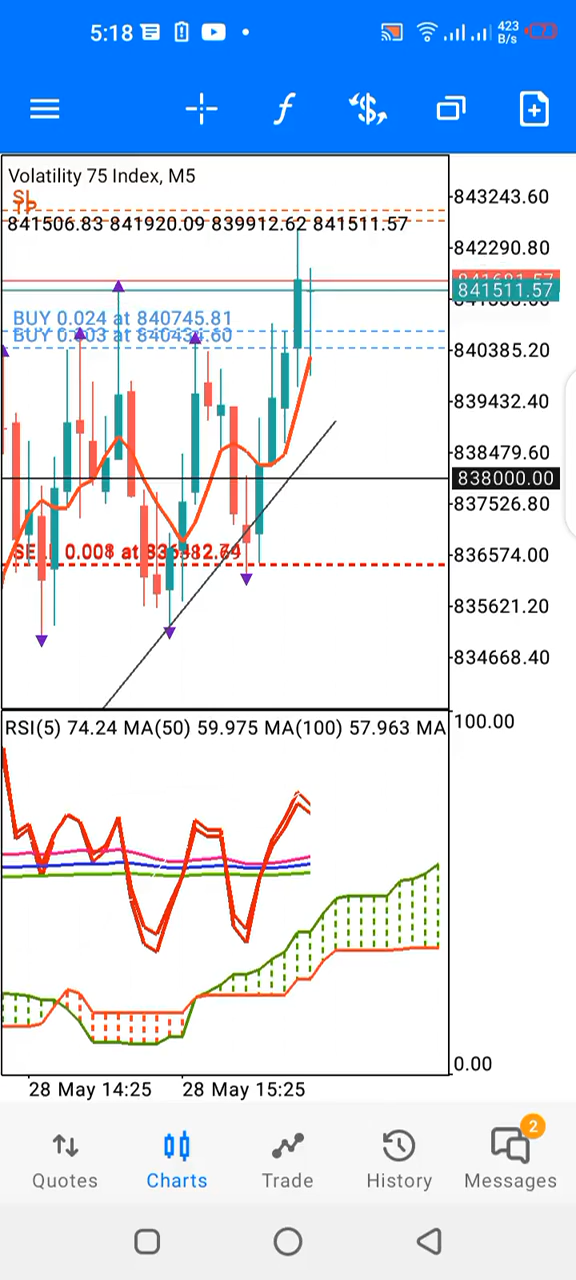 5:18
423
B/s
7
f
$
Volatility 75 Index, M5
SL
TP
841506.83 841920.09 839912.62 841511.57
843243.60
842290.80
841511.57
BUY 0.024 at 840745.81
840385.20
839432.40
838479.60
838000.00
837526.80
836574.00
835621.20
834668.40
RSI(5) 74.24 MA(50) 59.975 MA(100) 57.963 MA
100.00
0.00
28 May 14:25 28 May 15:25
2
Quotes Charts Trade History Messages